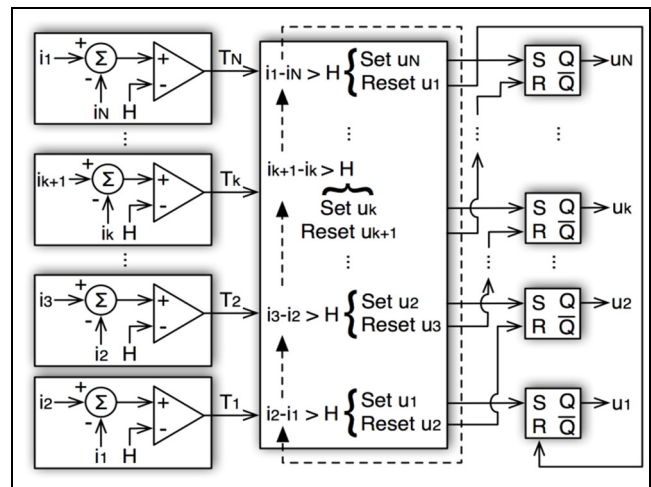 i1 + Σ - iN + - H TN i1-iN > H { Set uN Reset u1 S Q R Q̅ uN
⋮ ⋮ ⋮ ⋮
ik+1 + Σ - ik + - H Tk ik+1-ik > H } Set uk Reset uk+1 S Q R Q̅ uk
⋮ ⋮ ⋮ ⋮
i3 + Σ - i2 + - H T2 i3-i2 > H { Set u2 Reset u3 S Q R Q̅ u2
i2 + Σ - i1 + - H T1 i2-i1 > H { Set u1 Reset u2 S Q R Q̅ u1